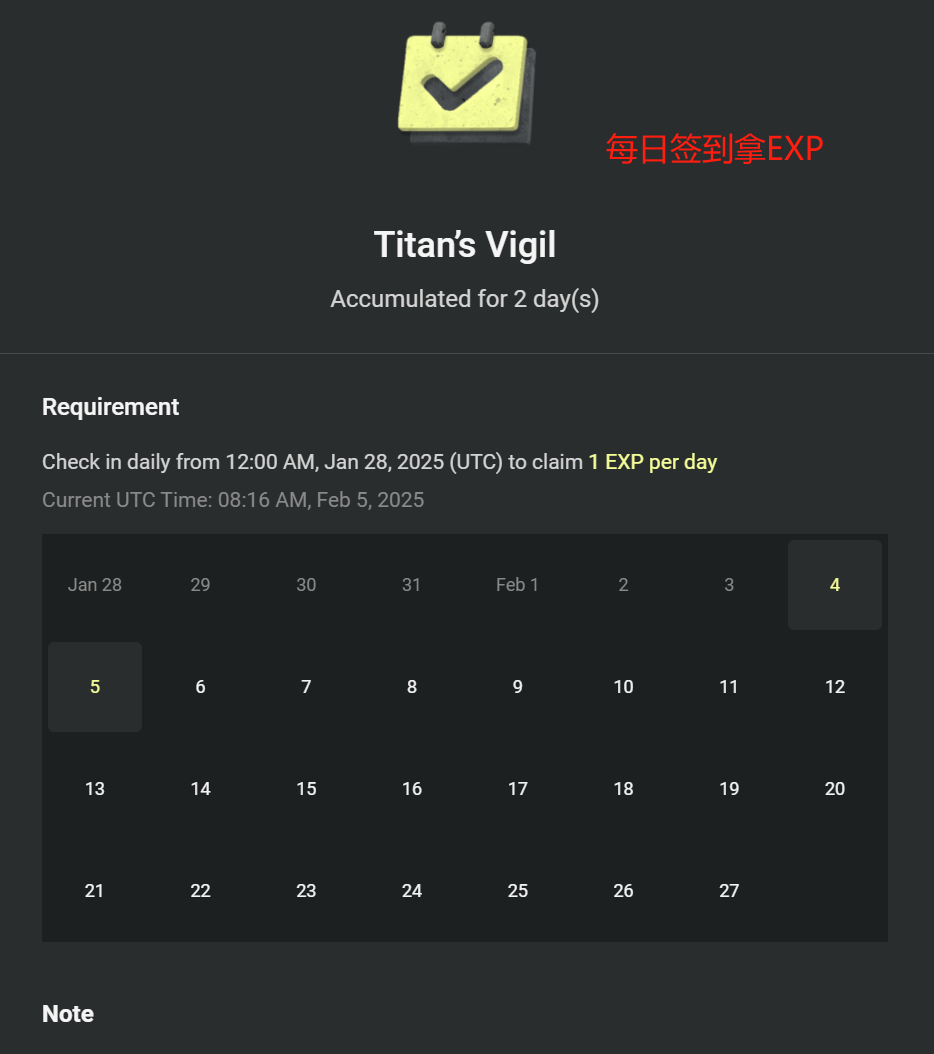 每日签到拿EXP
Titan’s Vigil
Accumulated for 2 day(s)
Requirement
Check in daily from 12:00 AM, Jan 28, 2025 (UTC) to claim 1 EXP per day
Current UTC Time: 08:16 AM, Feb 5, 2025
Jan 28 29 30 31 Feb 1 2 3 4
5 6 7 8 9 10 11 12
13 14 15 16 17 18 19 20
21 22 23 24 25 26 27
Note